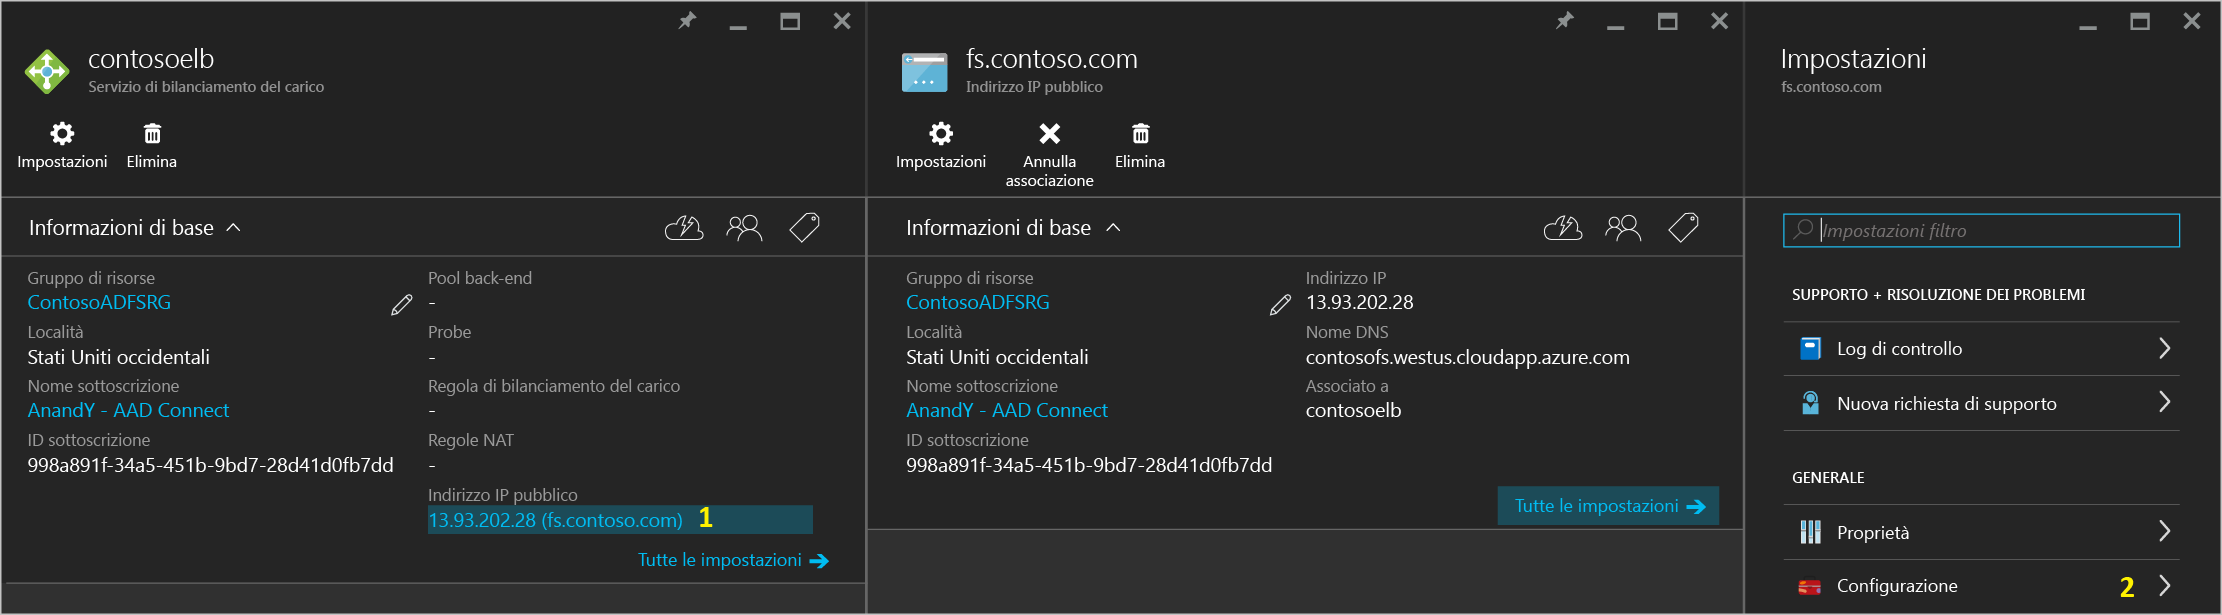 contosoelb
Servizio di bilanciamento del carico
Impostazioni
Elimina
Informazioni di base
Gruppo di risorse
ContosoADFSRG
Località
Stati Uniti occidentali
Nome sottoscrizione
AnandY - AAD Connect
ID sottoscrizione
998a891f-34a5-451b-9bd7-28d41d0fb7dd
Pool back-end
-
Probe
-
Regola di bilanciamento del carico
-
Regole NAT
-
Indirizzo IP pubblico
13.93.202.28 (fs.contoso.com) 1
Tutte le impostazioni
fs.contoso.com
Indirizzo IP pubblico
Impostazioni
Annulla
associazione
Elimina
Informazioni di base
Gruppo di risorse
ContosoADFSRG
Località
Stati Uniti occidentali
Nome sottoscrizione
AnandY - AAD Connect
ID sottoscrizione
998a891f-34a5-451b-9bd7-28d41d0fb7dd
Indirizzo IP
13.93.202.28
Nome DNS
contosofs.westus.cloudapp.azure.com
Associato a
contosoelb
Tutte le impostazioni
Impostazioni
fs.contoso.com
Impostazioni filtro
SUPPORTO + RISOLUZIONE DEI PROBLEMI
Log di controllo
Nuova richiesta di supporto
GENERALE
Proprietà
Configurazione 2